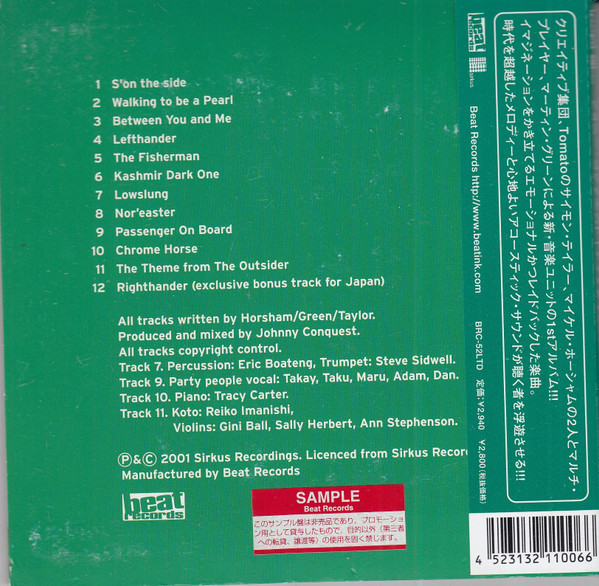 1 S'on the side
2 Walking to be a Pearl
3 Between You and Me
4 Lefthander
5 The Fisherman
6 Kashmir Dark One
7 Lowslung
8 Nor'easter
9 Passenger On Board
10 Chrome Horse
11 The Theme from The Outsider
12 Righthander (exclusive bonus track for Japan)
All tracks written by Horsham/Green/Taylor.
Produced and mixed by Johnny Conquest.
All tracks copyright control.
Track 7. Percussion: Eric Boateng, Trumpet: Steve Sidwell.
Track 9. Party people vocal: Takay, Taku, Maru, Adam, Dan.
Track 10. Piano: Tracy Carter.
Track 11. Koto: Reiko Imanishi,
Violins: Gini Ball, Sally Herbert, Ann Stephenson.
℗&© 2001 Sirkus Recordings. Licenced from Sirkus Recor
Manufactured by Beat Records
beat
records
SAMPLE
Beat Records
このサンプル盤は非売品であり、プロモーショ
ン用として貸与したもので、目的以外(第三者
への転貸、譲渡等)の使用を固く禁じます。
beat
records
sirkus
Beat Records http://www.beatink.com
BRC-52LTD
定価:¥2,940
¥2,800(税抜価格)
クリエイティブ集団、Tomatoのサイモン・テイラー、マイケル・ホーシャムの2人とマルチ・
プレイヤー、マーティン・グリーンによる新・音楽ユニットの1stアルバム!!!
イマジネーションをかき立てるエモーショナルかつレイドバックした楽曲。
時代を超越したメロディーと心地よいアコースティック・サウンドが聴く者を浮遊させる!!!
4 523132 110066